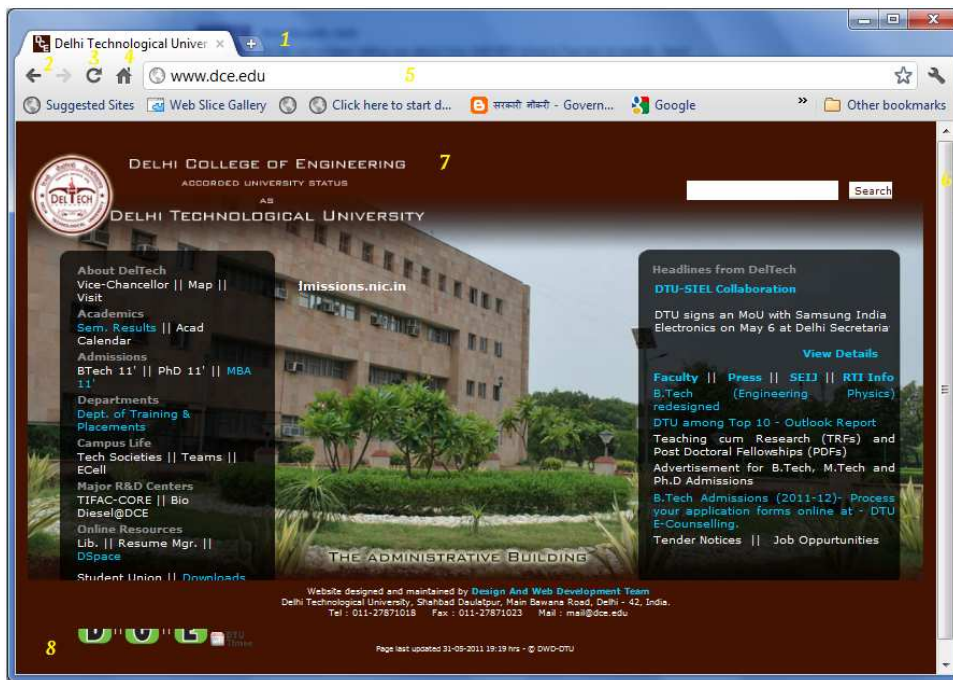 Delhi Technological Univer × + 1
2 3 4
www.dce.edu 5
Suggested Sites Web Slice Gallery Click here to start d... सरकारी नौकरी - Govern... Google » Other bookmarks
DELHI COLLEGE OF ENGINEERING 7
ACCORDED UNIVERSITY STATUS
AS
DELHI TECHNOLOGICAL UNIVERSITY
DELTECH
Search
6
About DelTech
Vice-Chancellor || Map ||
Visit
Academics
Sem. Results || Acad
Calendar
Admissions
BTech 11' || PhD 11' || MBA
11'
Departments
Dept. of Training &
Placements
Campus Life
Tech Societies || Teams ||
ECell
Major R&D Centers
TIFAC-CORE || Bio
Diesel@DCE
Online Resources
Lib. || Resume Mgr. ||
DSpace
Student Union || Downloads
lmissions.nic.in
Headlines from DelTech
DTU-SIEL Collaboration
DTU signs an MoU with Samsung India
Electronics on May 6 at Delhi Secretaria
View Details
Faculty || Press || SEIJ || RTI Info
B.Tech (Engineering Physics)
redesigned
DTU among Top 10 - Outlook Report
Teaching cum Research (TRFs) and
Post Doctoral Fellowships (PDFs)
Advertisement for B.Tech, M.Tech and
Ph.D Admissions
B.Tech Admissions (2011-12)- Process
your application forms online at - DTU
E-Counselling.
Tender Notices || Job Oppurtunities
THE ADMINISTRATIVE BUILDING
Website designed and maintained by Design And Web Development Team
Delhi Technological University, Shahbad Daulatpur, Main Bawana Road, Delhi - 42, India.
Tel : 011-27871018 Fax : 011-27871023 Mail : mail@dce.edu
8 D || C || E DTU
Times
Page last updated 31-05-2011 19:19 hrs - © DWD-DTU